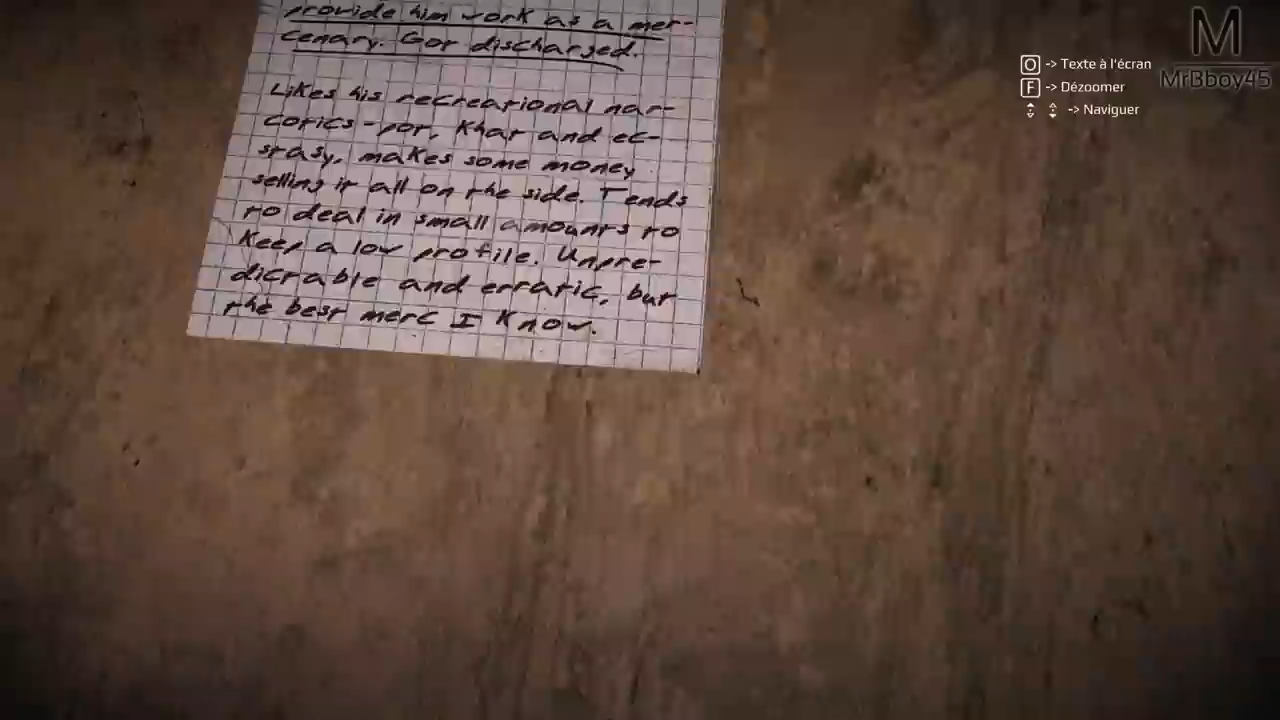 provide him work as a mer-
cenary. Got discharged.
Likes his recreational nar-
cotics - pot, Khat and ec-
stasy, makes some money
selling it all on the side. Tends
to deal in small amounts to
keep a low profile. Unpre-
dictable and erratic, but
the best merc I know.
O -> Texte à l'écran
F -> Dézoomer
-> Naviguer
M
MrBboy45